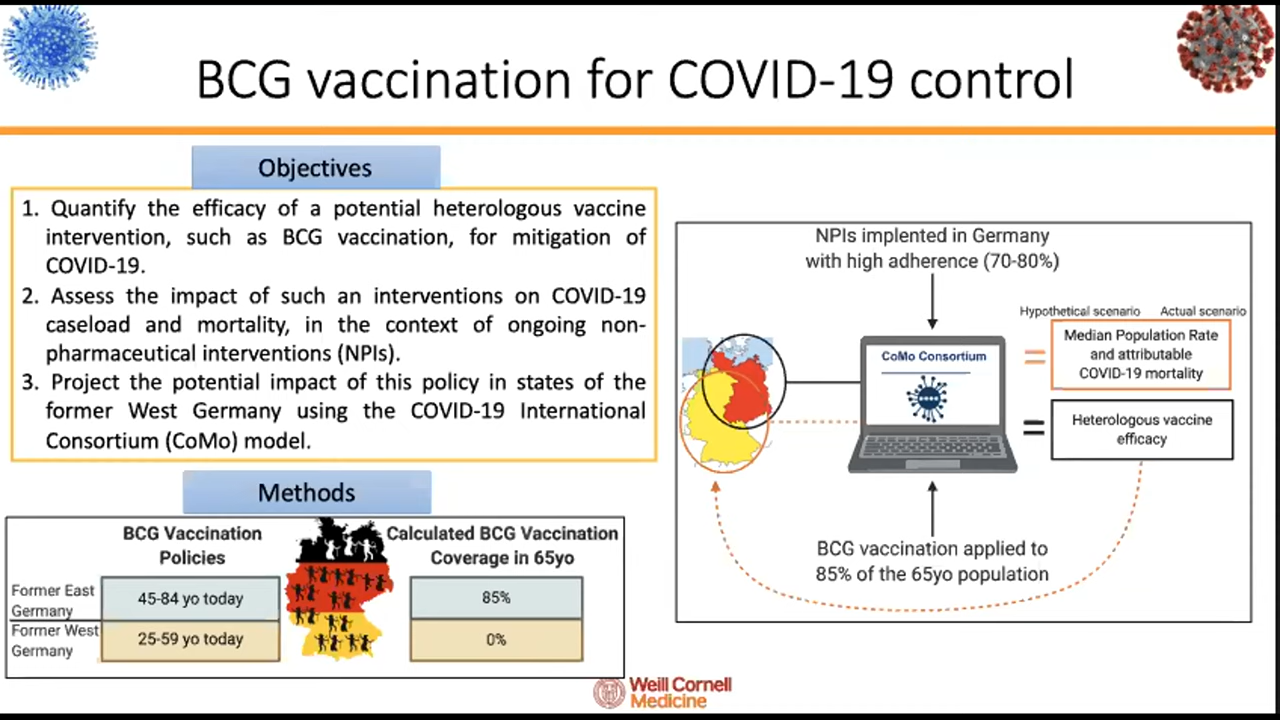 BCG vaccination for COVID-19 control
Objectives
1. Quantify the efficacy of a potential heterologous vaccine
intervention, such as BCG vaccination, for mitigation of
COVID-19.
2. Assess the impact of such an interventions on COVID-19
caseload and mortality, in the context of ongoing non-
pharmaceutical interventions (NPIs).
3. Project the potential impact of this policy in states of the
former West Germany using the COVID-19 International
Consortium (CoMo) model.
Methods
BCG Vaccination
Policies
Calculated BCG Vaccination
Coverage in 65yo
Former East
Germany
45-84 yo today
85%
Former West
Germany
25-59 yo today
0%
NPIs implented in Germany
with high adherence (70-80%)
Hypothetical scenario
Actual scenario
CoMo Consortium
=
Median Population Rate
and attributable
COVID-19 mortality
=
Heterologous vaccine
efficacy
BCG vaccination applied to
85% of the 65yo population
Weill Cornell
Medicine